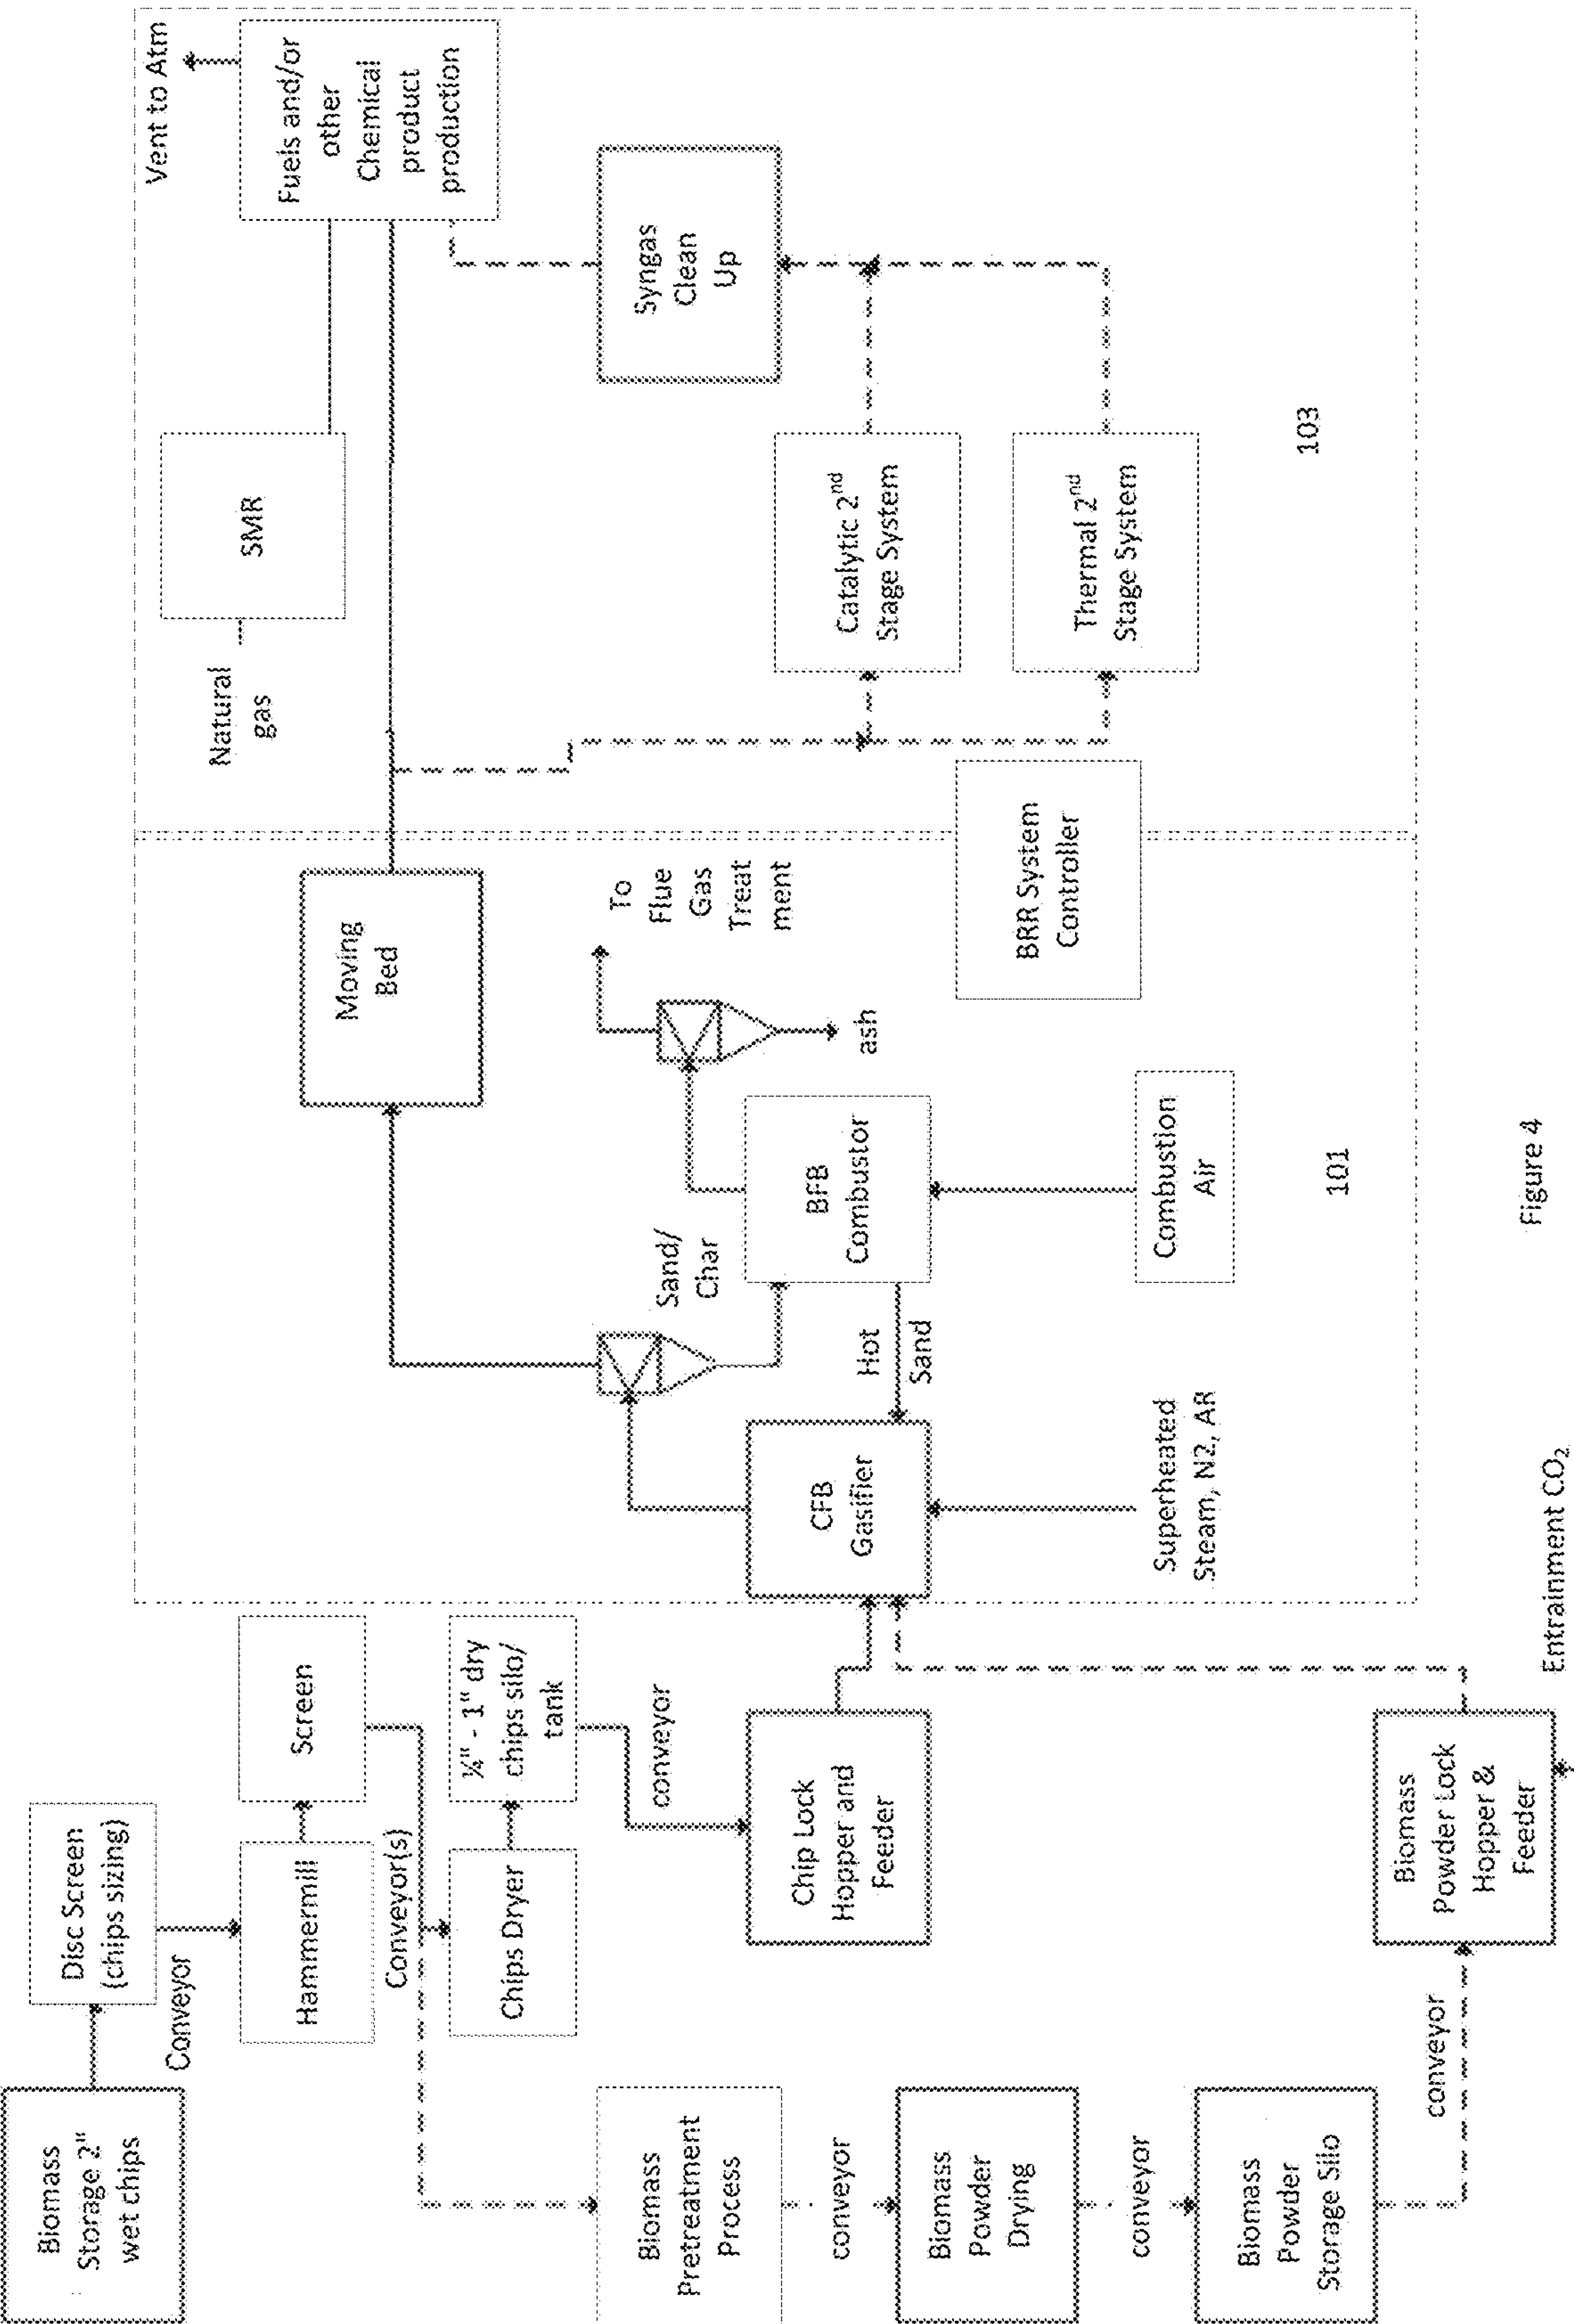 Biomass
Storage 2"
wet chips
Disc Screen
(chips sizing)
Conveyor
Hammermill
Screen
Conveyor(s)
Chips Dryer
¼" - 1" dry
chips silo/
tank
conveyor
Chip Lock
Hopper and
Feeder
Biomass
Pretreatment
Process
conveyor
Biomass
Powder
Drying
conveyor
Biomass
Powder
Storage Silo
conveyor
Biomass
Powder Lock
Hopper &
Feeder
Entrainment CO₂
CFB
Gasifier
Superheated
Steam, N2, AR
Hot
Sand
Sand/
Char
BFB
Combustor
Combustion
Air
ash
To
Flue
Gas
Treat
ment
Moving
Bed
BRR System
Controller
101
Natural
gas
SMR
Catalytic 2nd
Stage System
Thermal 2nd
Stage System
Syngas
Clean
Up
Fuels and/or
other
Chemical
product
production
Vent to Atm
103
Figure 4